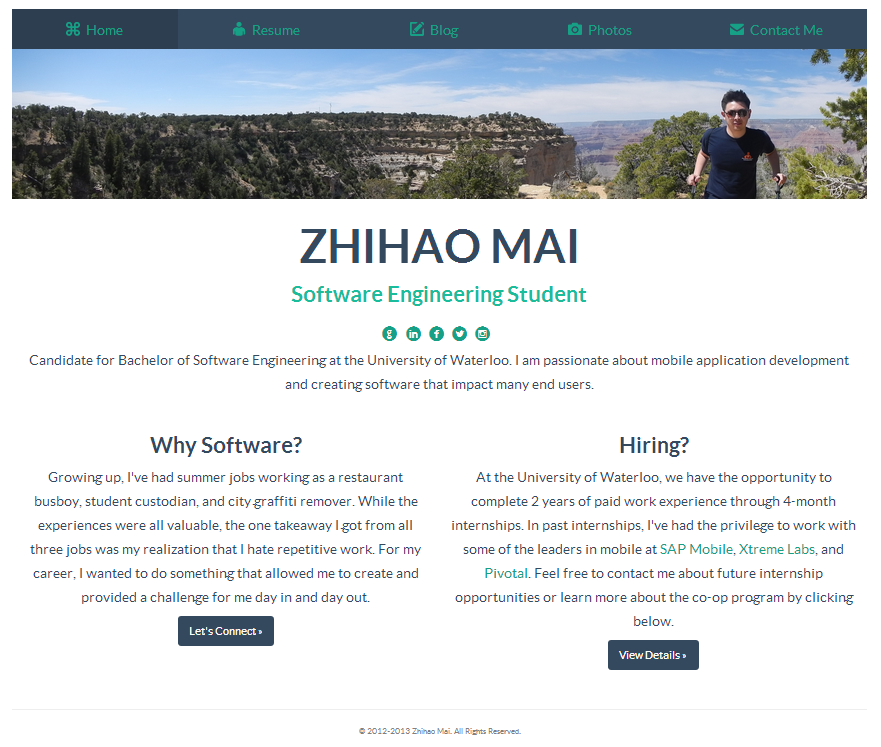 Home Resume Blog Photos Contact Me
ZHIHAO MAI
Software Engineering Student
Candidate for Bachelor of Software Engineering at the University of Waterloo. I am passionate about mobile application development
and creating software that impact many end users.
Why Software?
Growing up, I've had summer jobs working as a restaurant
busboy, student custodian, and city graffiti remover. While the
experiences were all valuable, the one takeaway I got from all
three jobs was my realization that I hate repetitive work. For my
career, I wanted to do something that allowed me to create and
provided a challenge for me day in and day out.
Let's Connect »
Hiring?
At the University of Waterloo, we have the opportunity to
complete 2 years of paid work experience through 4-month
internships. In past internships, I've had the privilege to work with
some of the leaders in mobile at SAP Mobile, Xtreme Labs, and
Pivotal. Feel free to contact me about future internship
opportunities or learn more about the co-op program by clicking
below.
View Details »
© 2012-2013 Zhihao Mai. All Rights Reserved.